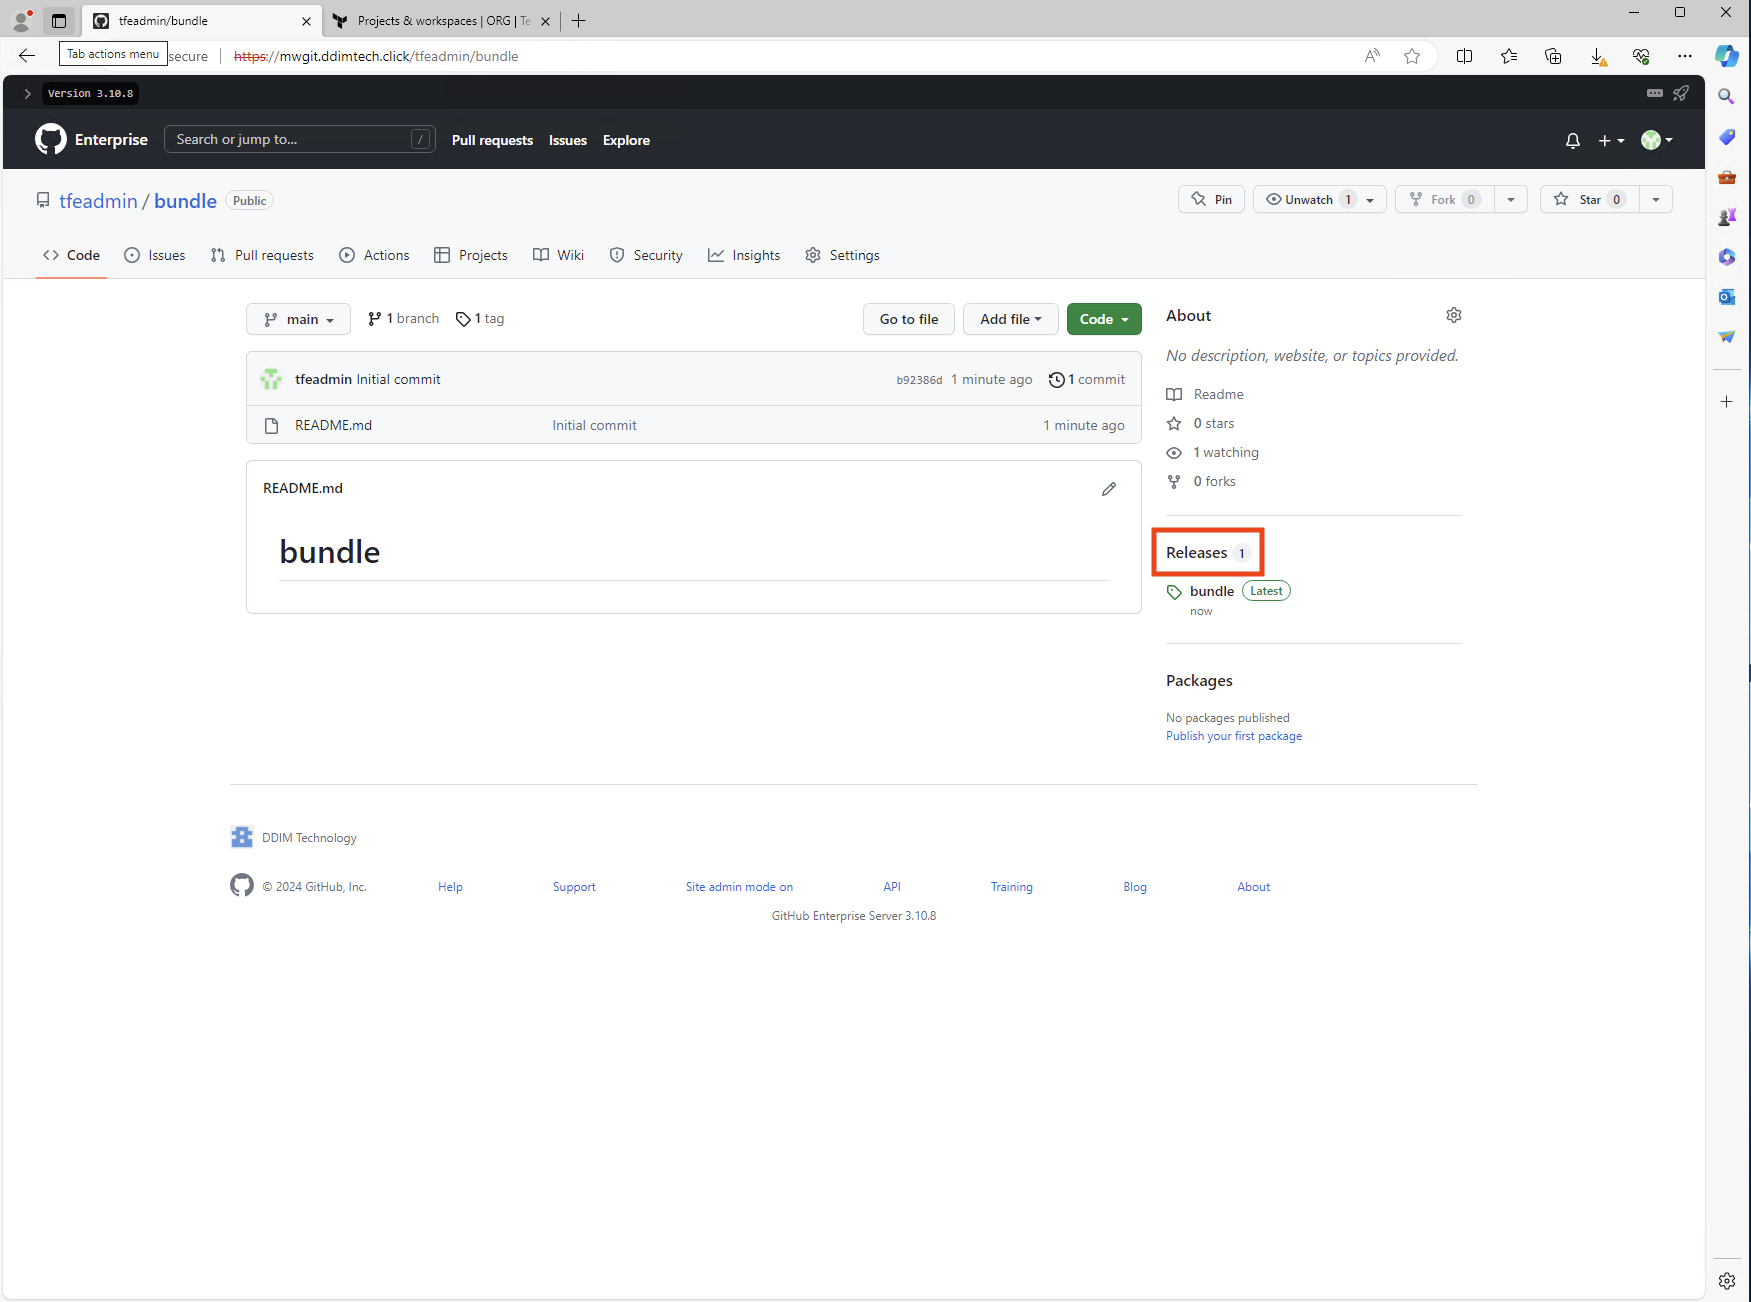 tfeadmin/bundle
Projects & workspaces | ORG | Te
Tab actions menu
secure
https://mwgit.ddimtech.click/tfeadmin/bundle
Version 3.10.8
Enterprise
Search or jump to...
/
Pull requests
Issues
Explore
tfeadmin / bundle
Public
Pin
Unwatch 1
Fork 0
Star 0
Code
Issues
Pull requests
Actions
Projects
Wiki
Security
Insights
Settings
main
1 branch
1 tag
Go to file
Add file
Code
tfeadmin Initial commit
b92386d 1 minute ago
1 commit
README.md
Initial commit
1 minute ago
README.md
bundle
About
No description, website, or topics provided.
Readme
0 stars
1 watching
0 forks
Releases 1
bundle Latest
now
Packages
No packages published
Publish your first package
DDIM Technology
© 2024 GitHub, Inc.
Help
Support
Site admin mode on
API
Training
Blog
About
GitHub Enterprise Server 3.10.8